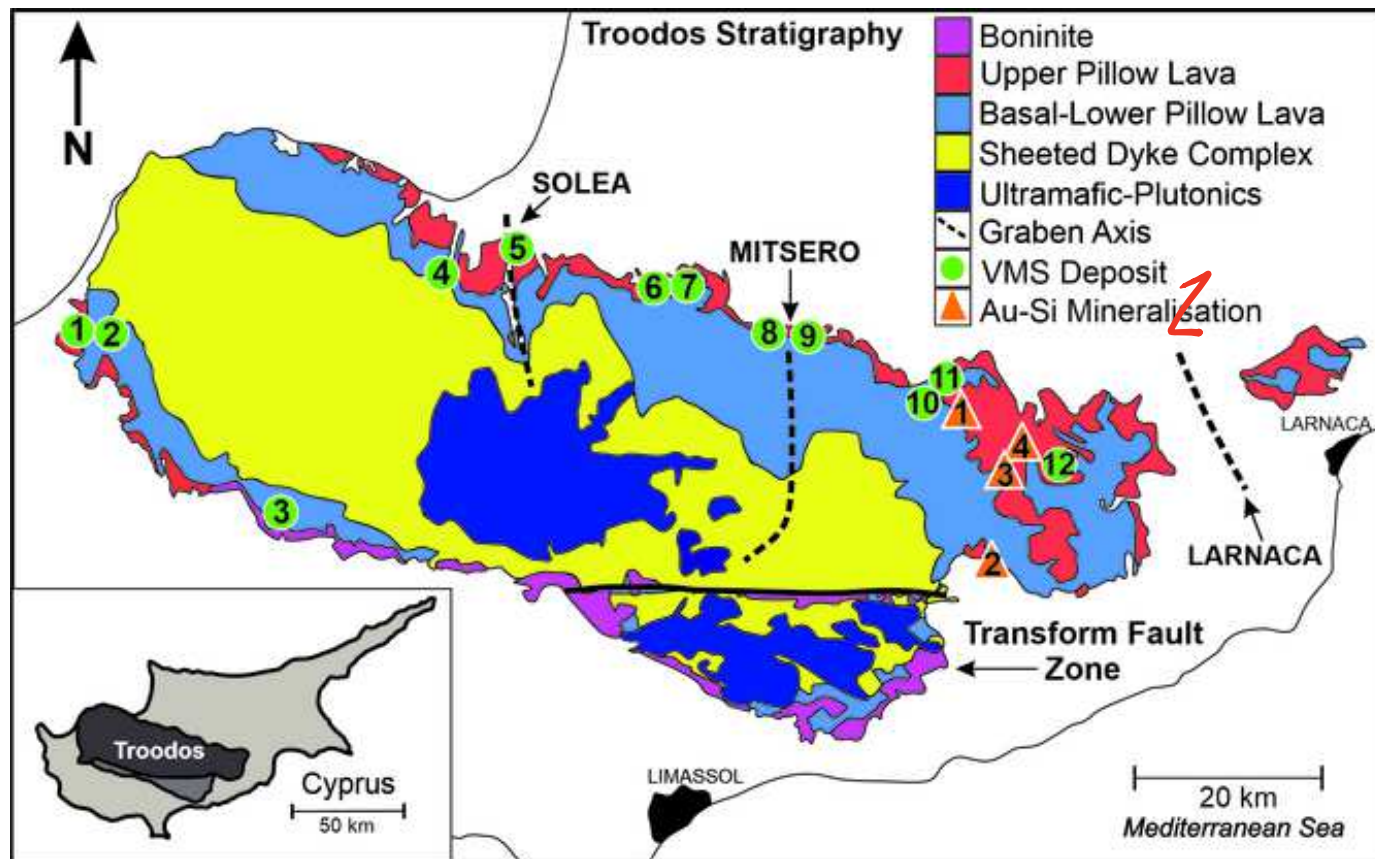 Troodos Stratigraphy
N
Boninite
Upper Pillow Lava
Basal-Lower Pillow Lava
Sheeted Dyke Complex
Ultramafic-Plutonics
Graben Axis
VMS Deposit
Z
Au-Si Mineralisation
SOLEA
MITSERO
5
4
6 7
8 9
1 2
11
10
1
4
3
12
LARNACA
LARNACA
3
2
Transform Fault
Zone
Troodos
Cyprus
50 km
LIMASSOL
20 km
Mediterranean Sea